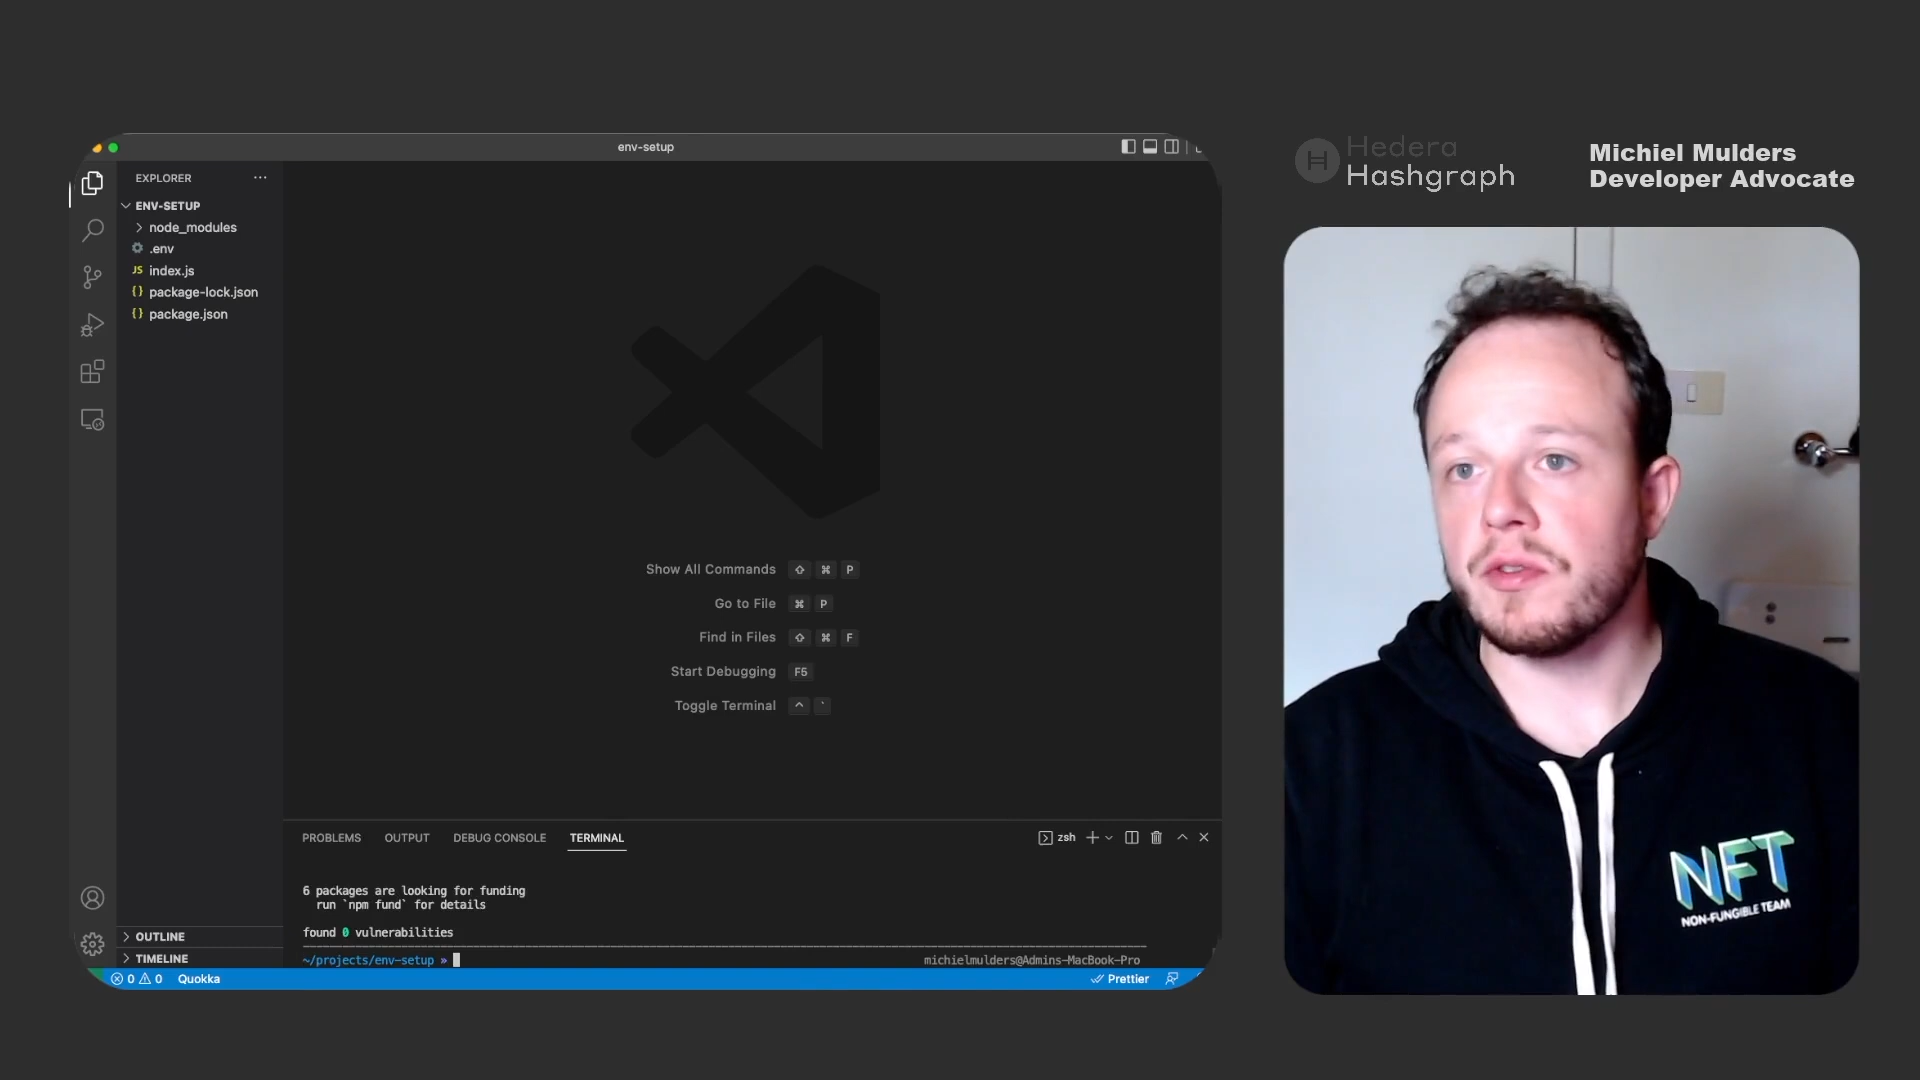 env-setup
EXPLORER
ENV-SETUP
node_modules
.env
JS index.js
{} package-lock.json
{} package.json
Show All Commands ⇧ ⌘ P
Go to File ⌘ P
Find in Files ⇧ ⌘ F
Start Debugging F5
Toggle Terminal ^ `
PROBLEMS OUTPUT DEBUG CONSOLE TERMINAL
zsh
6 packages are looking for funding
run `npm fund` for details
found 0 vulnerabilities
~/projects/env-setup » michielmulders@Admins-MacBook-Pro
OUTLINE
TIMELINE
0 0 Quokka
Prettier
Hedera
Hashgraph
Michiel Mulders
Developer Advocate
NFT
NON-FUNGIBLE TEAM